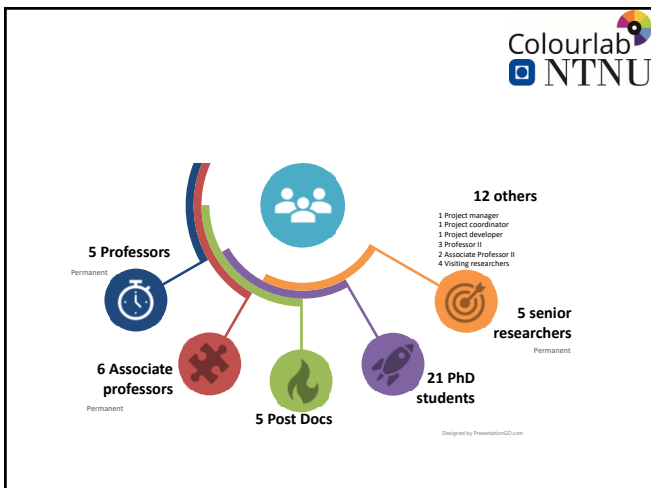 Colourlab
NTNU
12 others
1 Project manager
1 Project coordinator
1 Project developer
3 Professor II
2 Associate Professor II
4 Visiting researchers
5 Professors
Permanent
5 senior
researchers
Permanent
6 Associate
professors
Permanent
21 PhD
students
5 Post Docs
Designed by PresentationGO.com